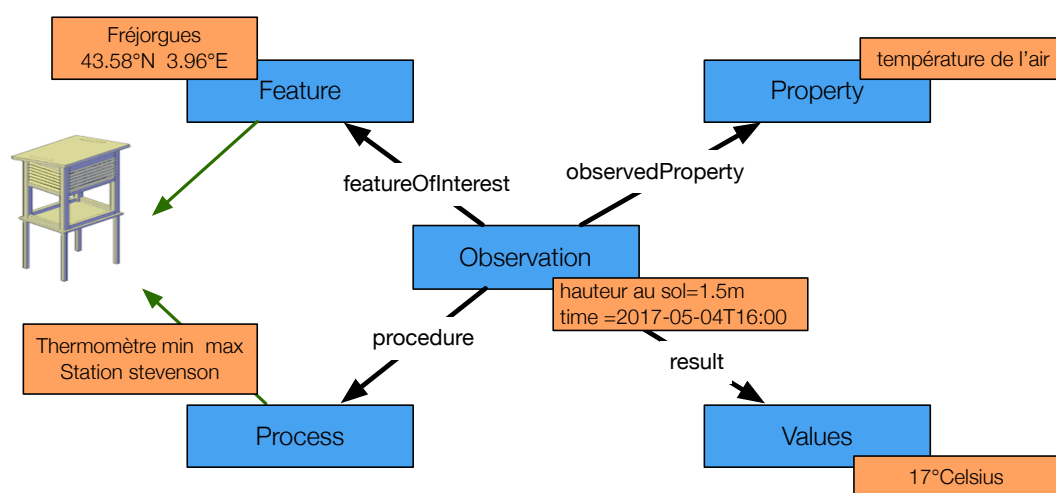 Fréjorgues
43.58°N 3.96°E
Feature
température de l'air
Property
featureOfInterest
observedProperty
Observation
hauteur au sol=1.5m
time =2017-05-04T16:00
procedure
result
Thermomètre min max
Station stevenson
Process
Values
17°Celsius